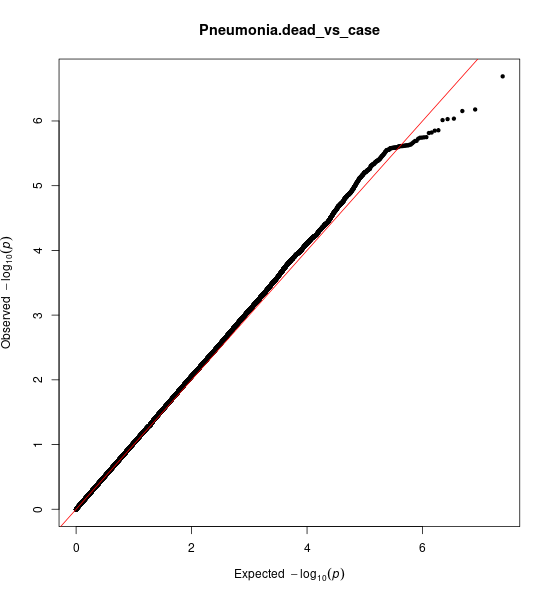 Pneumonia.dead_vs_case
Observed −log10(p)
6
5
4
3
2
1
0
0 2 4 6
Expected −log10(p)